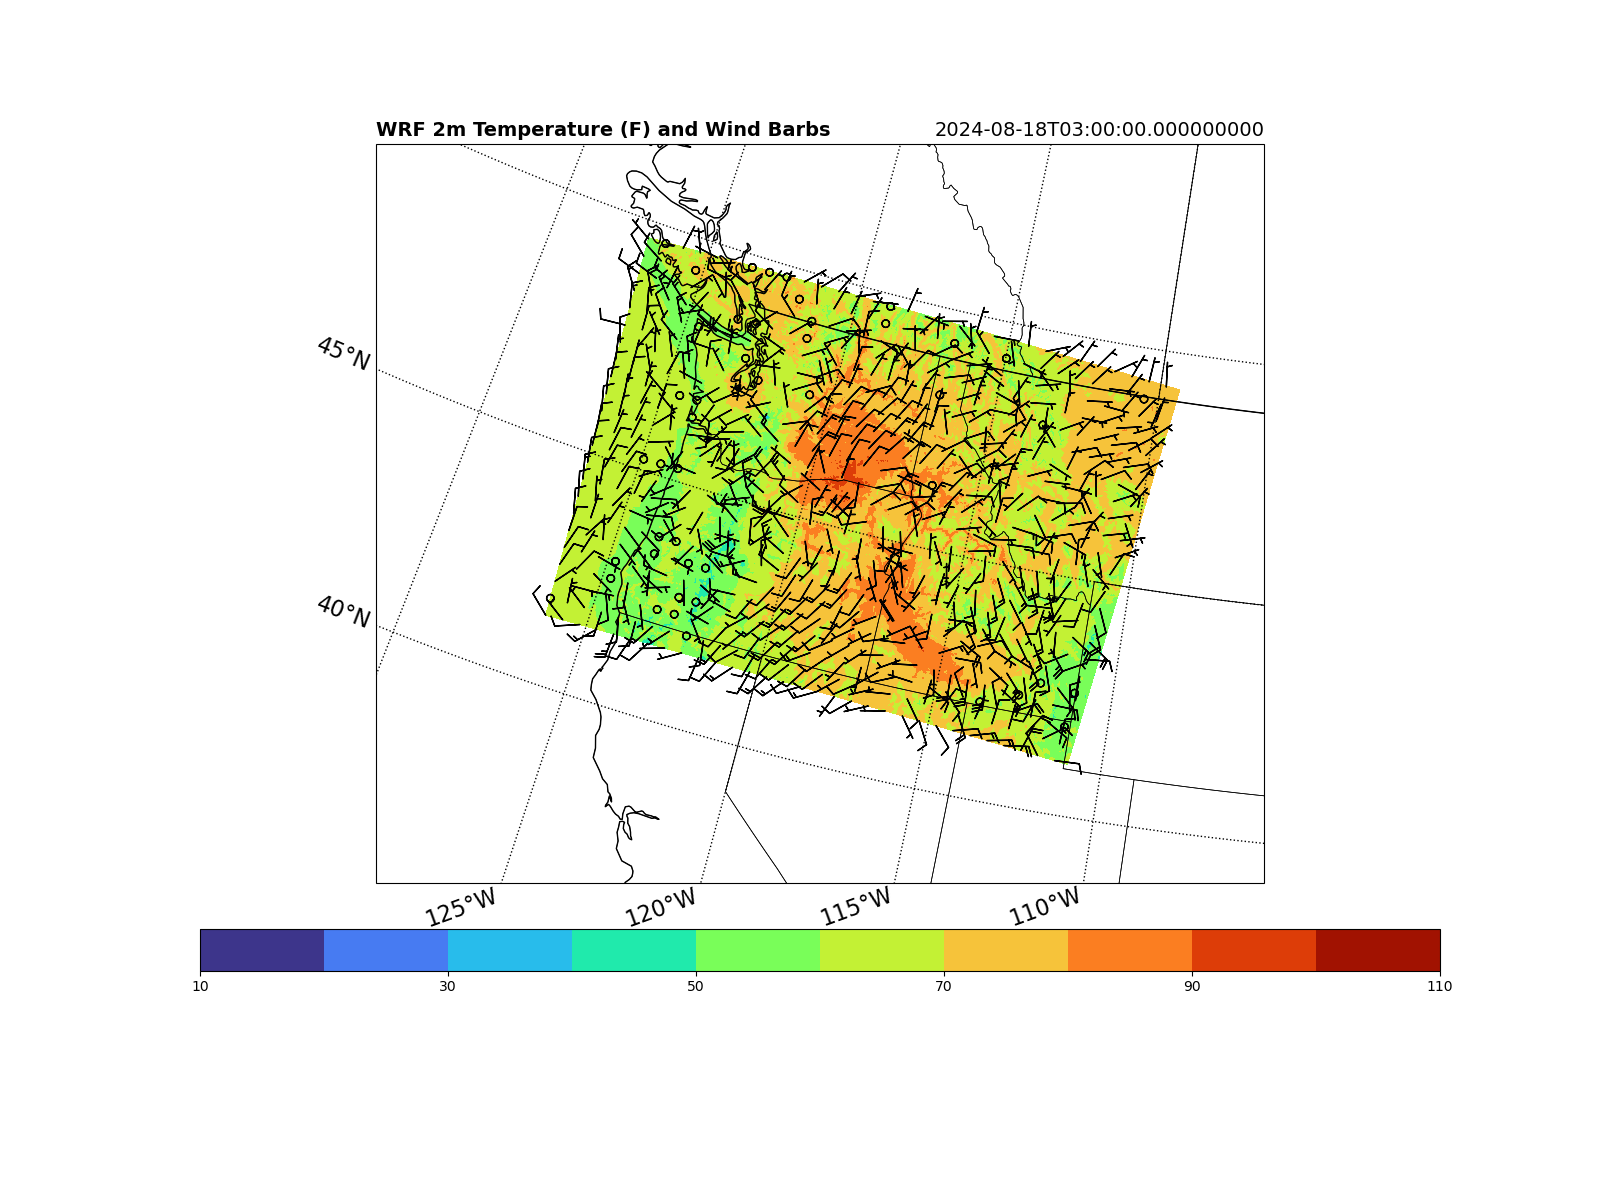 WRF 2m Temperature (F) and Wind Barbs 2024-08-18T03:00:00.000000000
45°N
40°N
125°W 120°W 115°W 110°W
10 30 50 70 90 110